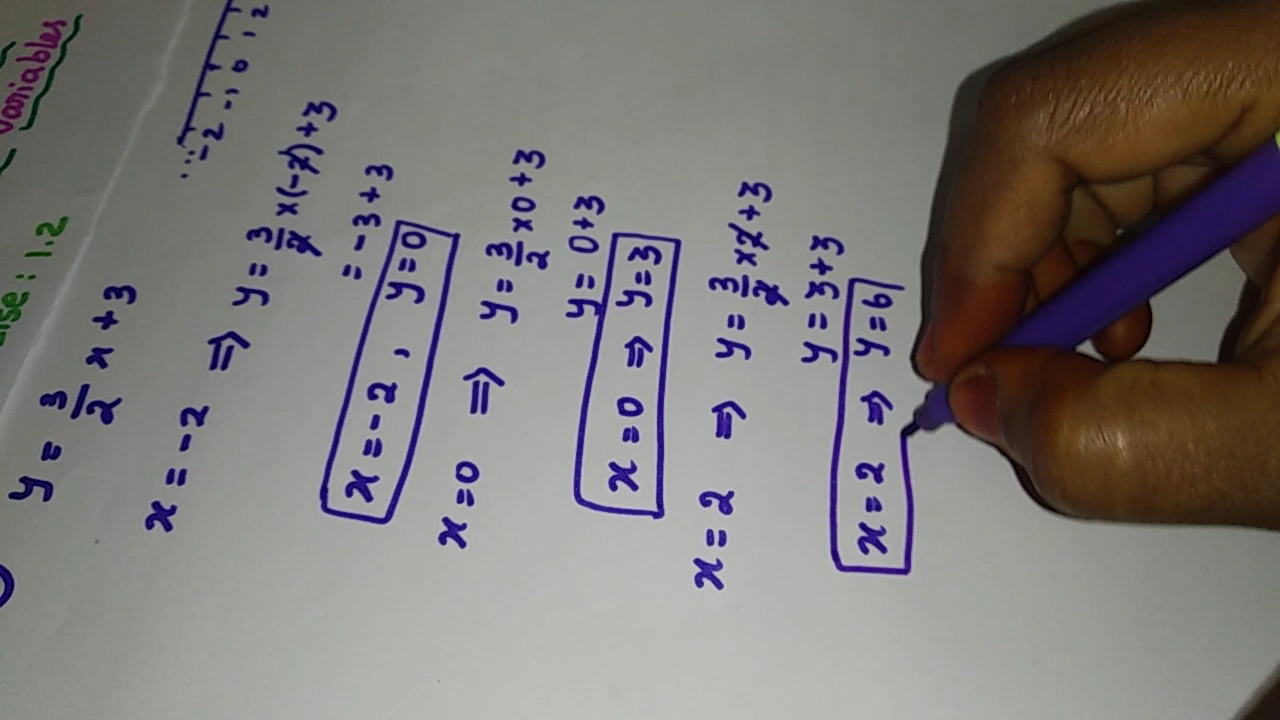 variables
ise : 1.2
y = 3/2 x + 3
... -2 -1 0 1 2
x = -2 ⇒ y = 3/2 × (-2) + 3
= -3 + 3
x = -2 , y = 0
x = 0 ⇒ y = 3/2 × 0 + 3
y = 0 + 3
x = 0 ⇒ y = 3
x = 2 ⇒ y = 3/2 × 2 + 3
y = 3 + 3
x = 2 ⇒ y = 6